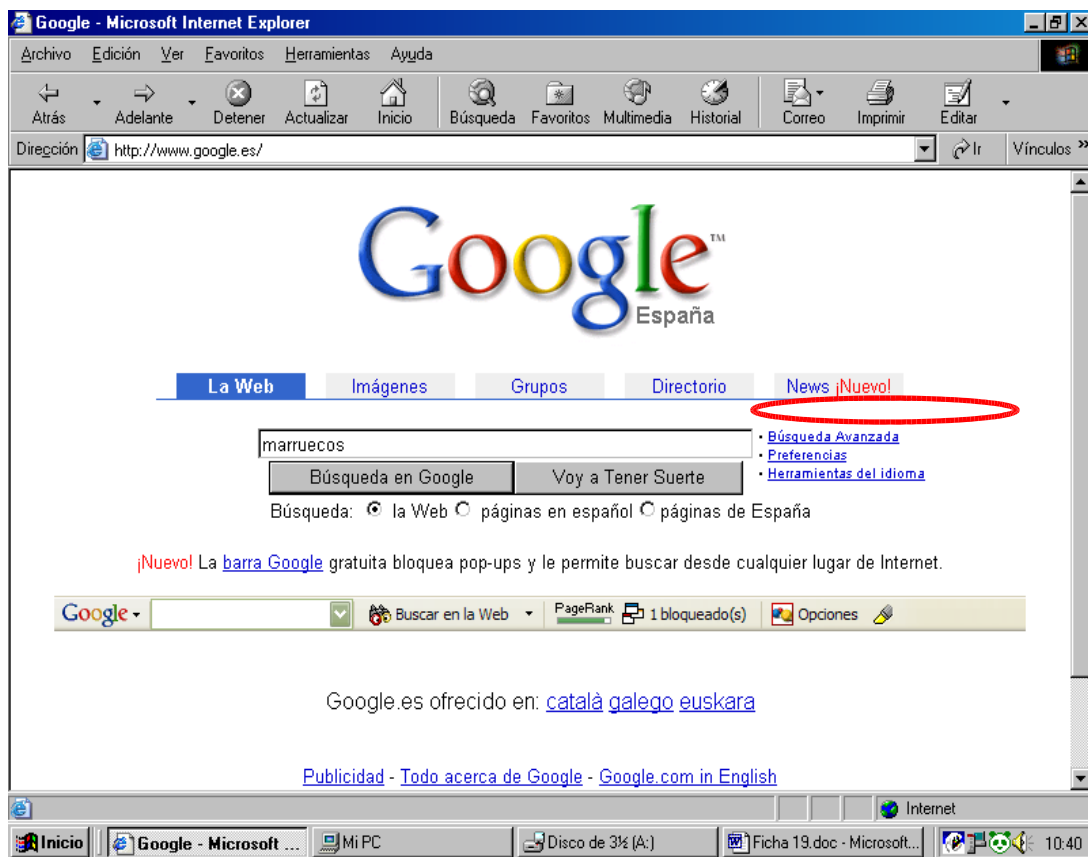 Google - Microsoft Internet Explorer
Archivo Edición Ver Favoritos Herramientas Ayuda
Atrás Adelante Detener Actualizar Inicio Búsqueda Favoritos Multimedia Historial Correo Imprimir Editar
Dirección http://www.google.es/ Ir Vínculos »
Google™
España
La Web Imágenes Grupos Directorio News ¡Nuevo!
marruecos
· Búsqueda Avanzada
· Preferencias
· Herramientas del idioma
Búsqueda en Google Voy a Tener Suerte
Búsqueda: la Web páginas en español páginas de España
¡Nuevo! La barra Google gratuita bloquea pop-ups y le permite buscar desde cualquier lugar de Internet.
Google Buscar en la Web PageRank 1 bloqueado(s) Opciones
Google.es ofrecido en: català galego euskara
Publicidad - Todo acerca de Google - Google.com in English
Internet
Inicio Google - Microsoft ... Mi PC Disco de 3½ (A:) Ficha 19.doc - Microsoft... 10:40